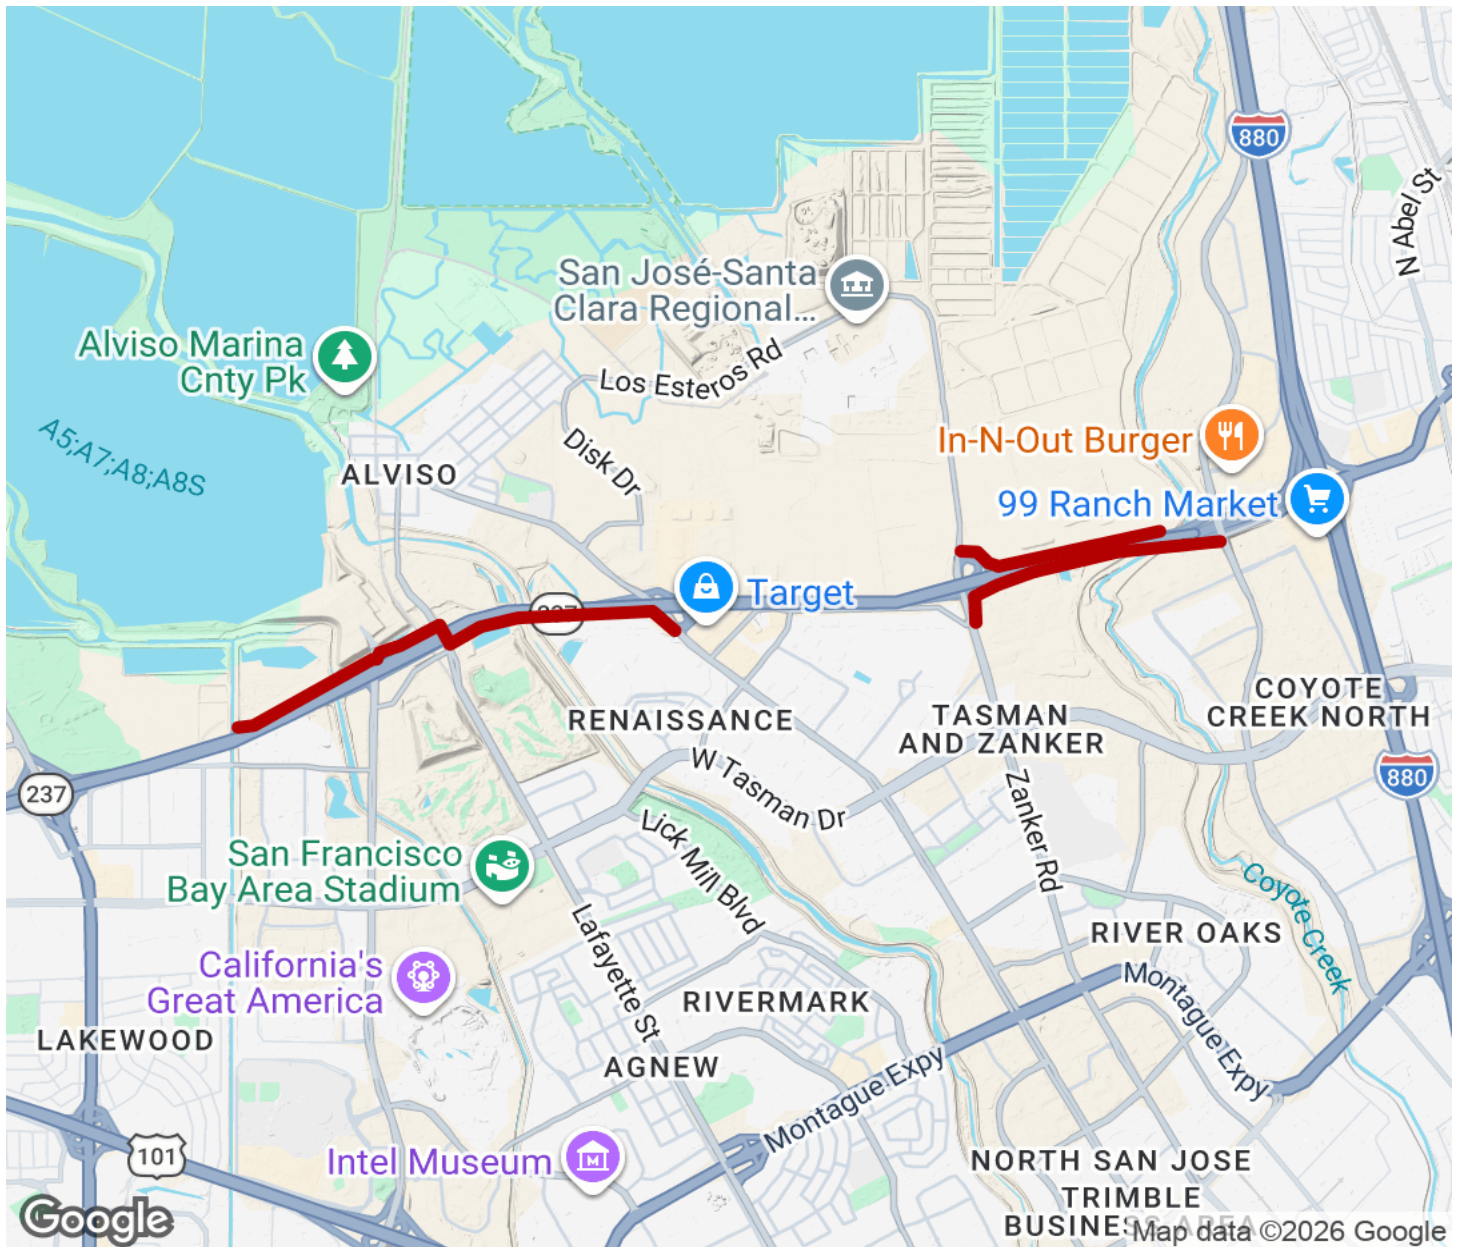 880
N Abel St
San José-Santa
Clara Regional...
Alviso Marina
Cnty Pk
Los Esteros Rd
A5;A7;A8;A8S
Disk Dr
In-N-Out Burger
ALVISO
99 Ranch Market
Target
237
RENAISSANCE
TASMAN
AND ZANKER
COYOTE
CREEK NORTH
W Tasman Dr
880
237
Zanker Rd
Lick Mill Blvd
San Francisco
Bay Area Stadium
Coyote Creek
Lafayette St
RIVER OAKS
California's
Great America
Montague Expy
RIVERMARK
LAKEWOOD
AGNEW
Montague Expy
101
Intel Museum
NORTH SAN JOSE
TRIMBLE
BUSINESS AREA
Google
Map data ©2026 Google